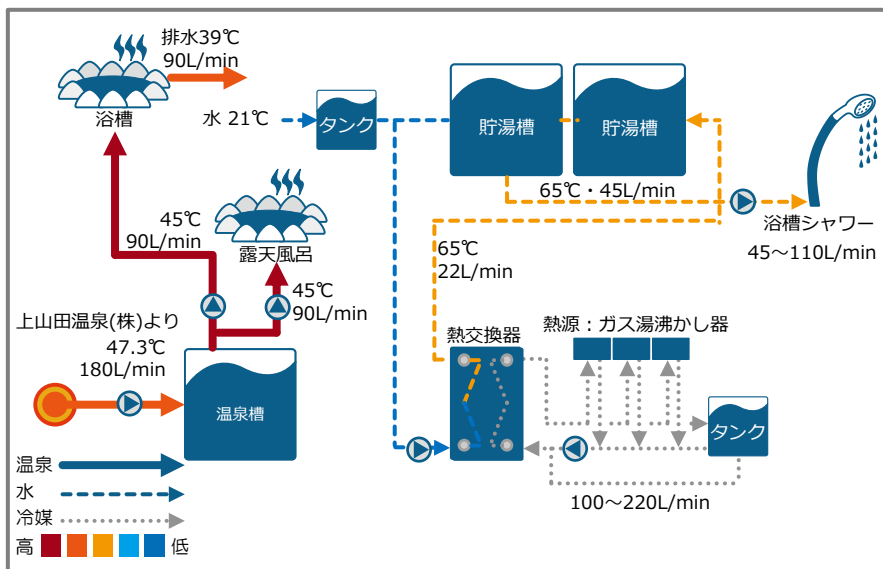 排水39℃
90L/min
浴槽
水 21℃
タンク
貯湯槽
貯湯槽
65℃・45L/min
浴槽シャワー
45～110L/min
45℃
90L/min
露天風呂
45℃
90L/min
65℃
22L/min
上山田温泉(株)より
47.3℃
180L/min
温泉槽
熱交換器
熱源：ガス湯沸かし器
タンク
100～220L/min
温泉
水
冷媒
高
低